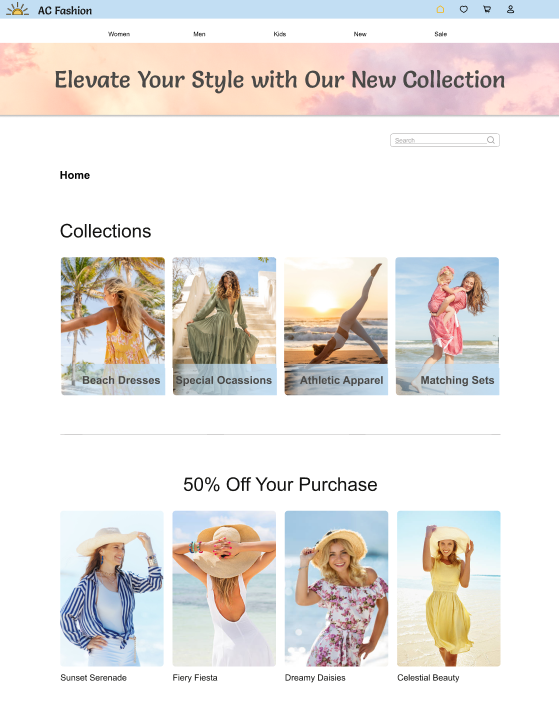 AC Fashion
Women Men Kids New Sale
Elevate Your Style with Our New Collection
Search
Home
Collections
Beach Dresses Special Ocassions Athletic Apparel Matching Sets
50% Off Your Purchase
Sunset Serenade Fiery Fiesta Dreamy Daisies Celestial Beauty